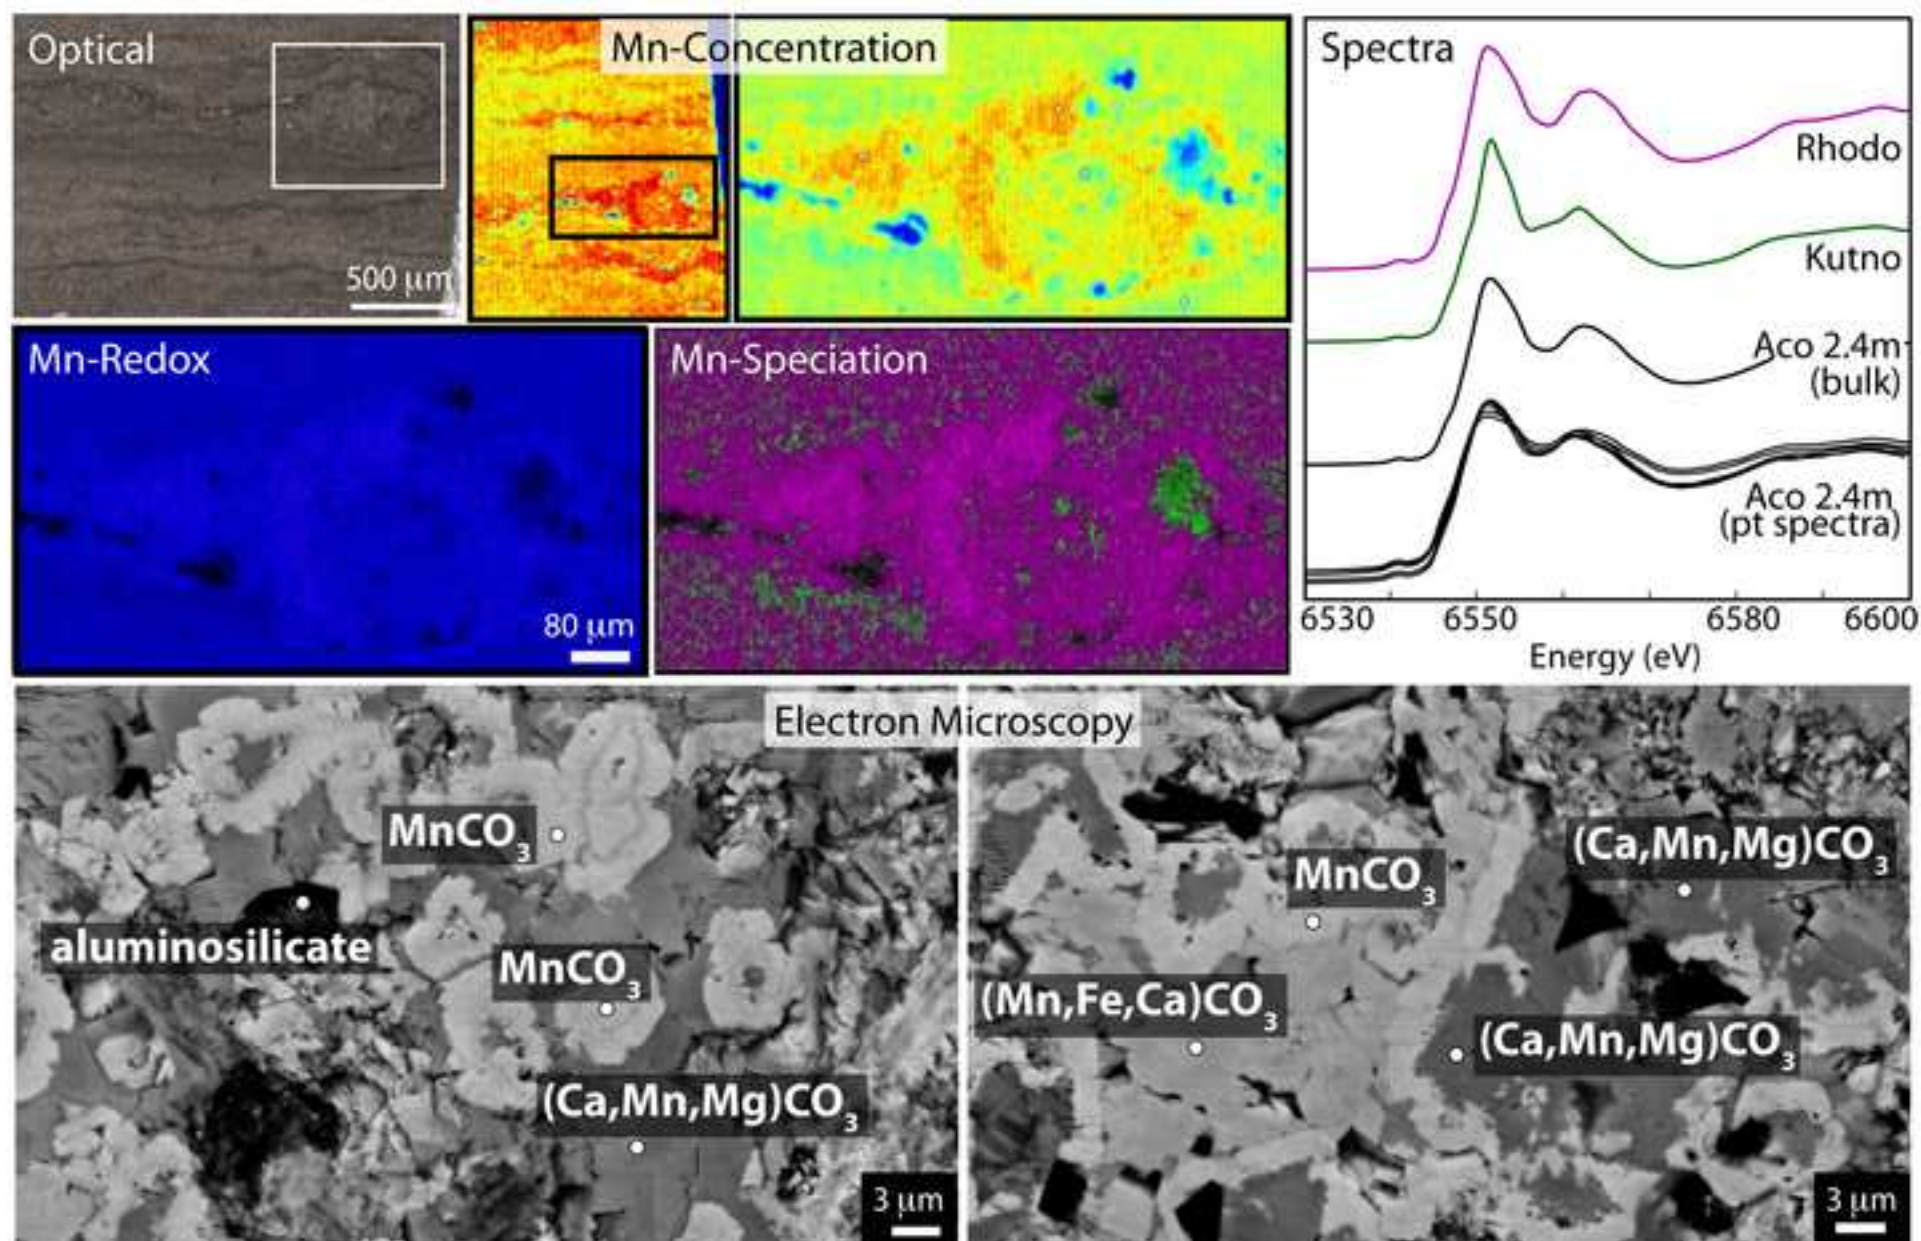 Optical
500 µm
Mn-Concentration
Mn-Redox
80 µm
Mn-Speciation
Spectra
Rhodo
Kutno
Aco 2.4m
(bulk)
Aco 2.4m
(pt spectra)
6530 6550 6580 6600
Energy (eV)
Electron Microscopy
MnCO₃
aluminosilicate
MnCO₃
(Ca,Mn,Mg)CO₃
3 µm
(Ca,Mn,Mg)CO₃
MnCO₃
(Mn,Fe,Ca)CO₃
(Ca,Mn,Mg)CO₃
3 µm